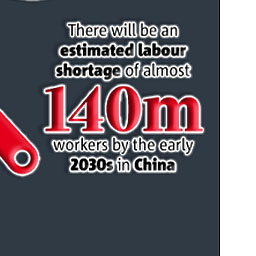 There will be an
estimated labour
shortage of almost
140m
workers by the early
2030s in China